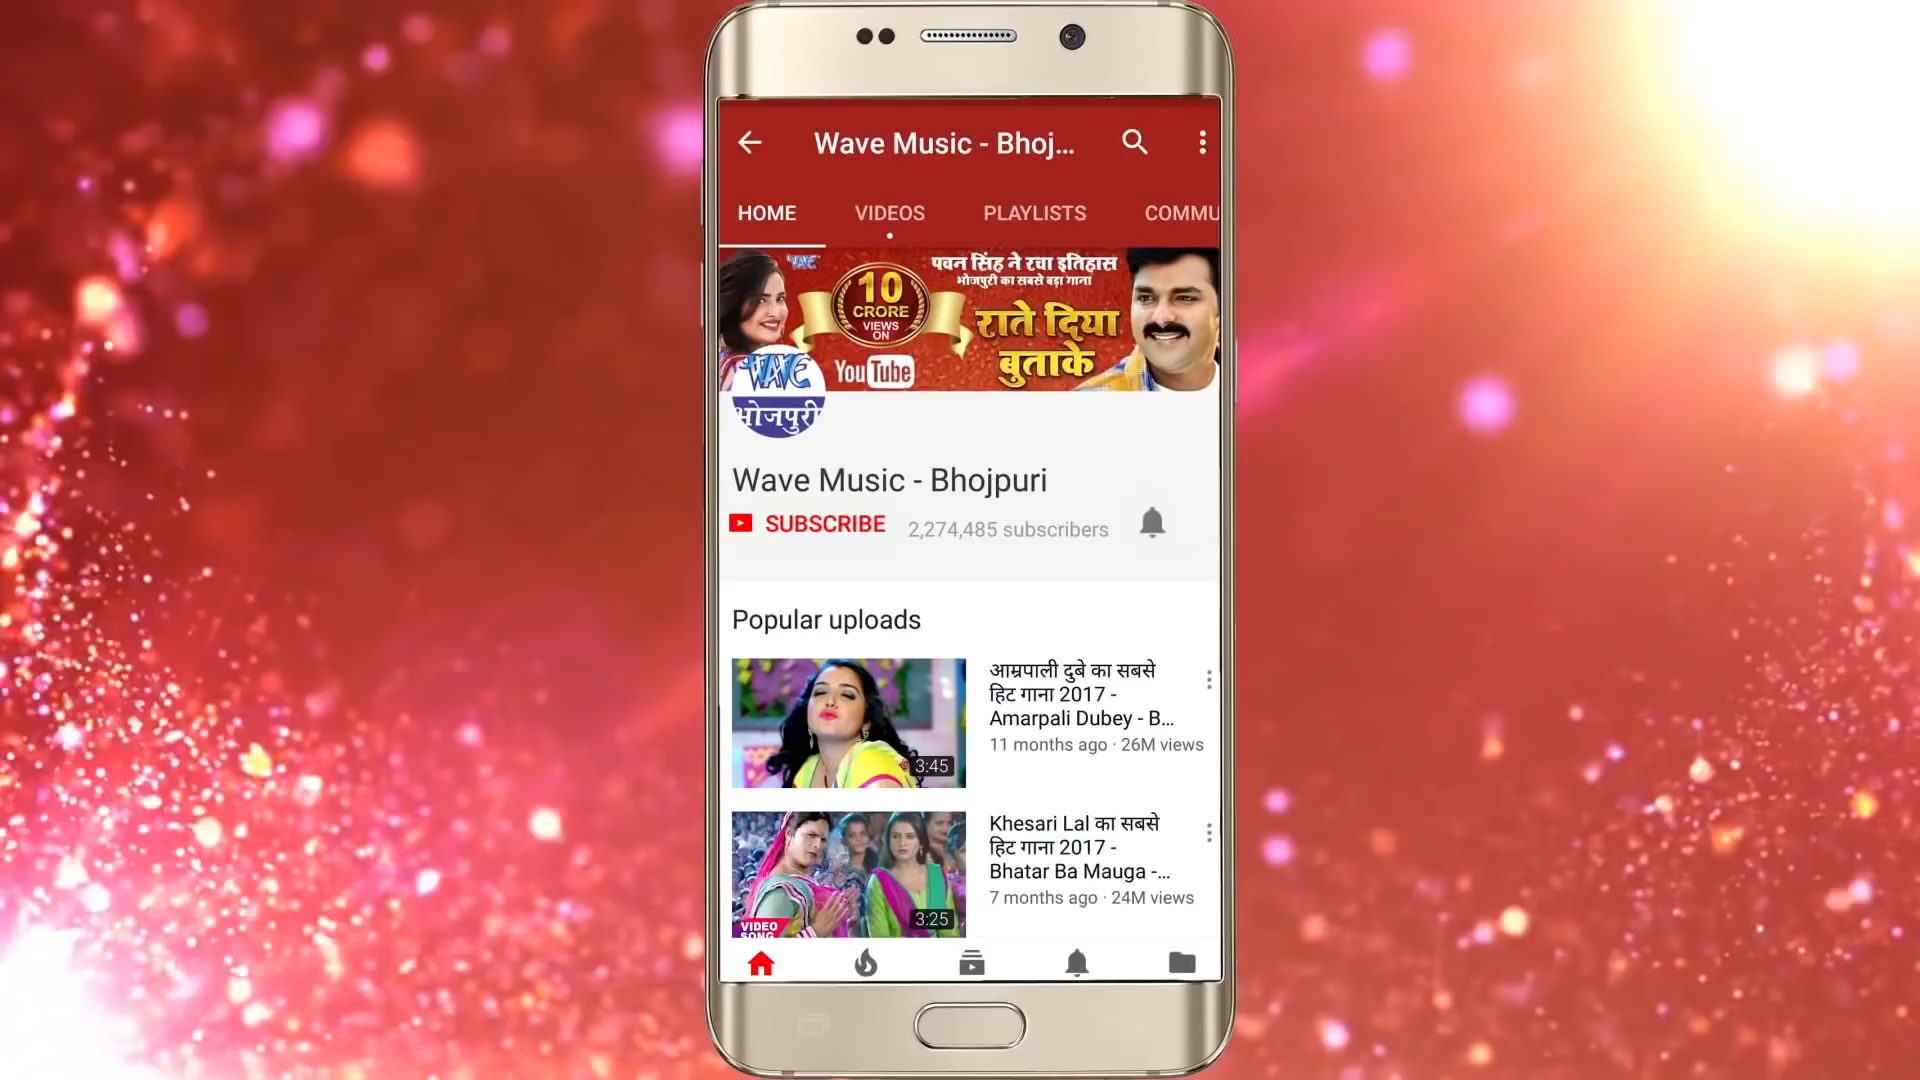 Wave Music - Bhoj...
HOME VIDEOS PLAYLISTS COMMU
WAVE
10
CRORE
VIEWS
ON
YouTube
पवन सिंह ने रचा इतिहास
भोजपुरी का सबसे बड़ा गाना
राते दिया
बुताके
WAVE
भोजपुरी
Wave Music - Bhojpuri
SUBSCRIBE 2,274,485 subscribers
Popular uploads
3:45
आम्रपाली दुबे का सबसे
हिट गाना 2017 -
Amarpali Dubey - B...
11 months ago · 26M views
VIDEO
SONG
3:25
Khesari Lal का सबसे
हिट गाना 2017 -
Bhatar Ba Mauga -...
7 months ago · 24M views